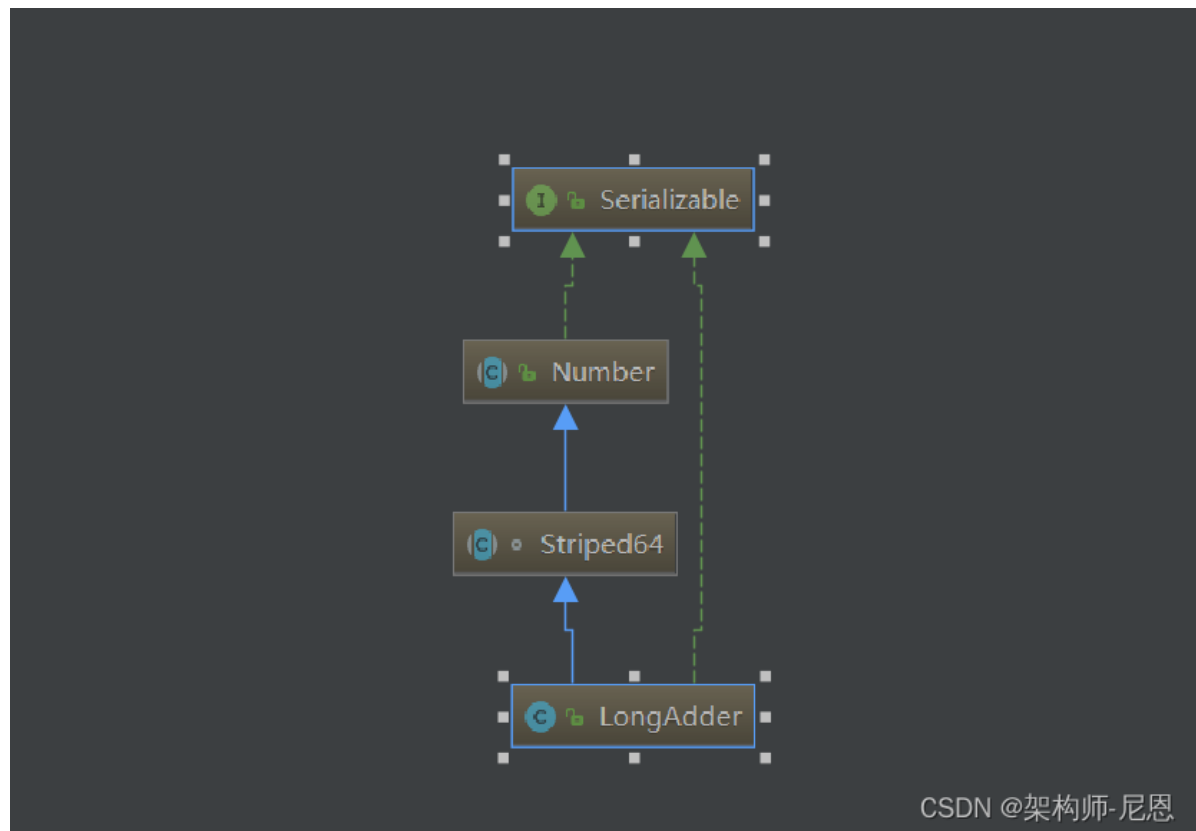 I Serializable
C Number
C Striped64
C LongAdder
CSDN @架构师-尼恩